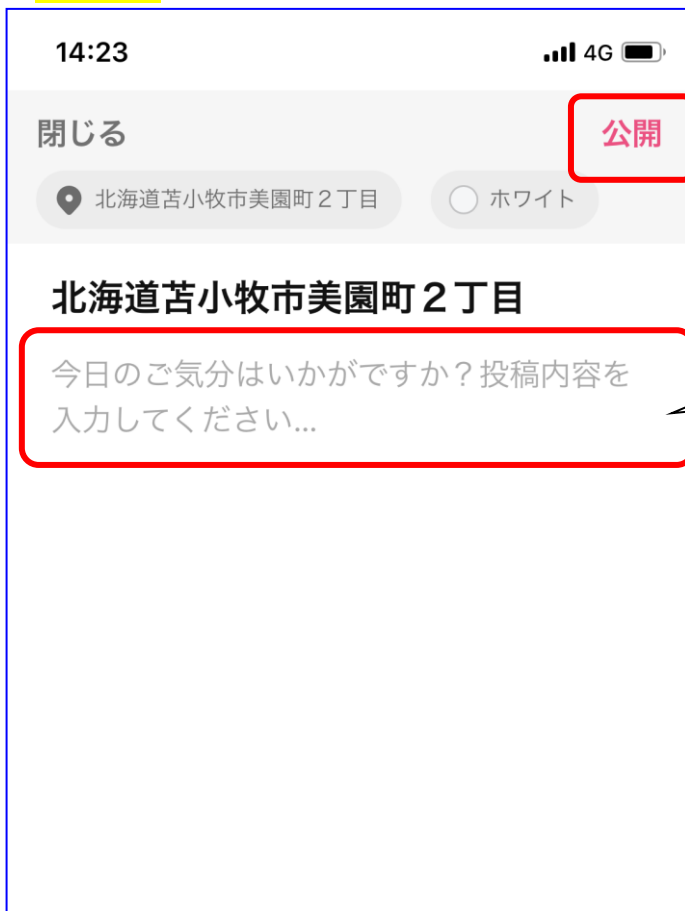 14:23 4G
閉じる 公開
北海道苫小牧市美園町２丁目 ホワイト
北海道苫小牧市美園町２丁目
今日のご気分はいかがですか？投稿内容を
入力してください...